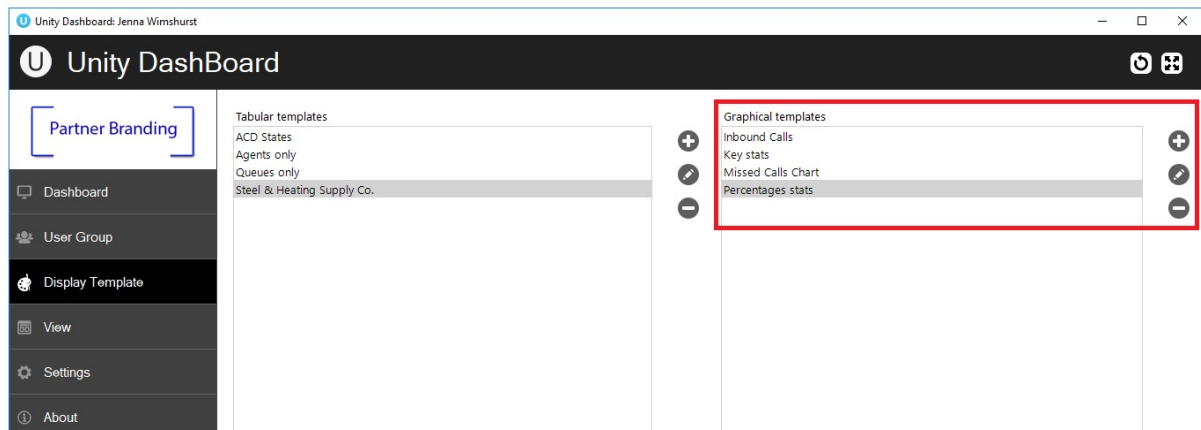 Unity Dashboard: Jenna Wimshurst
U Unity DashBoard
Partner Branding
Dashboard
User Group
Display Template
View
Settings
About
Tabular templates
ACD States
Agents only
Queues only
Steel & Heating Supply Co.
Graphical templates
Inbound Calls
Key stats
Missed Calls Chart
Percentages stats